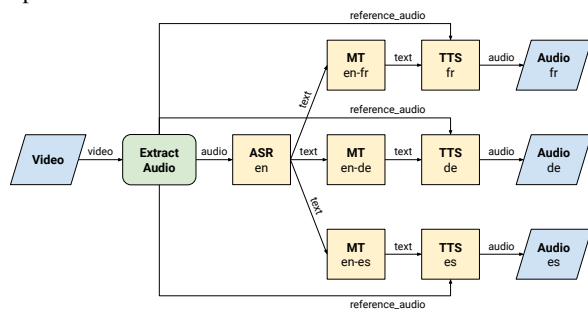 reference_audio
MT
en-fr
text
TTS
fr
audio
Audio
fr
text
reference_audio
Video
video
Extract
Audio
audio
ASR
en
text
MT
en-de
text
TTS
de
audio
Audio
de
text
MT
en-es
text
TTS
es
audio
Audio
es
reference_audio